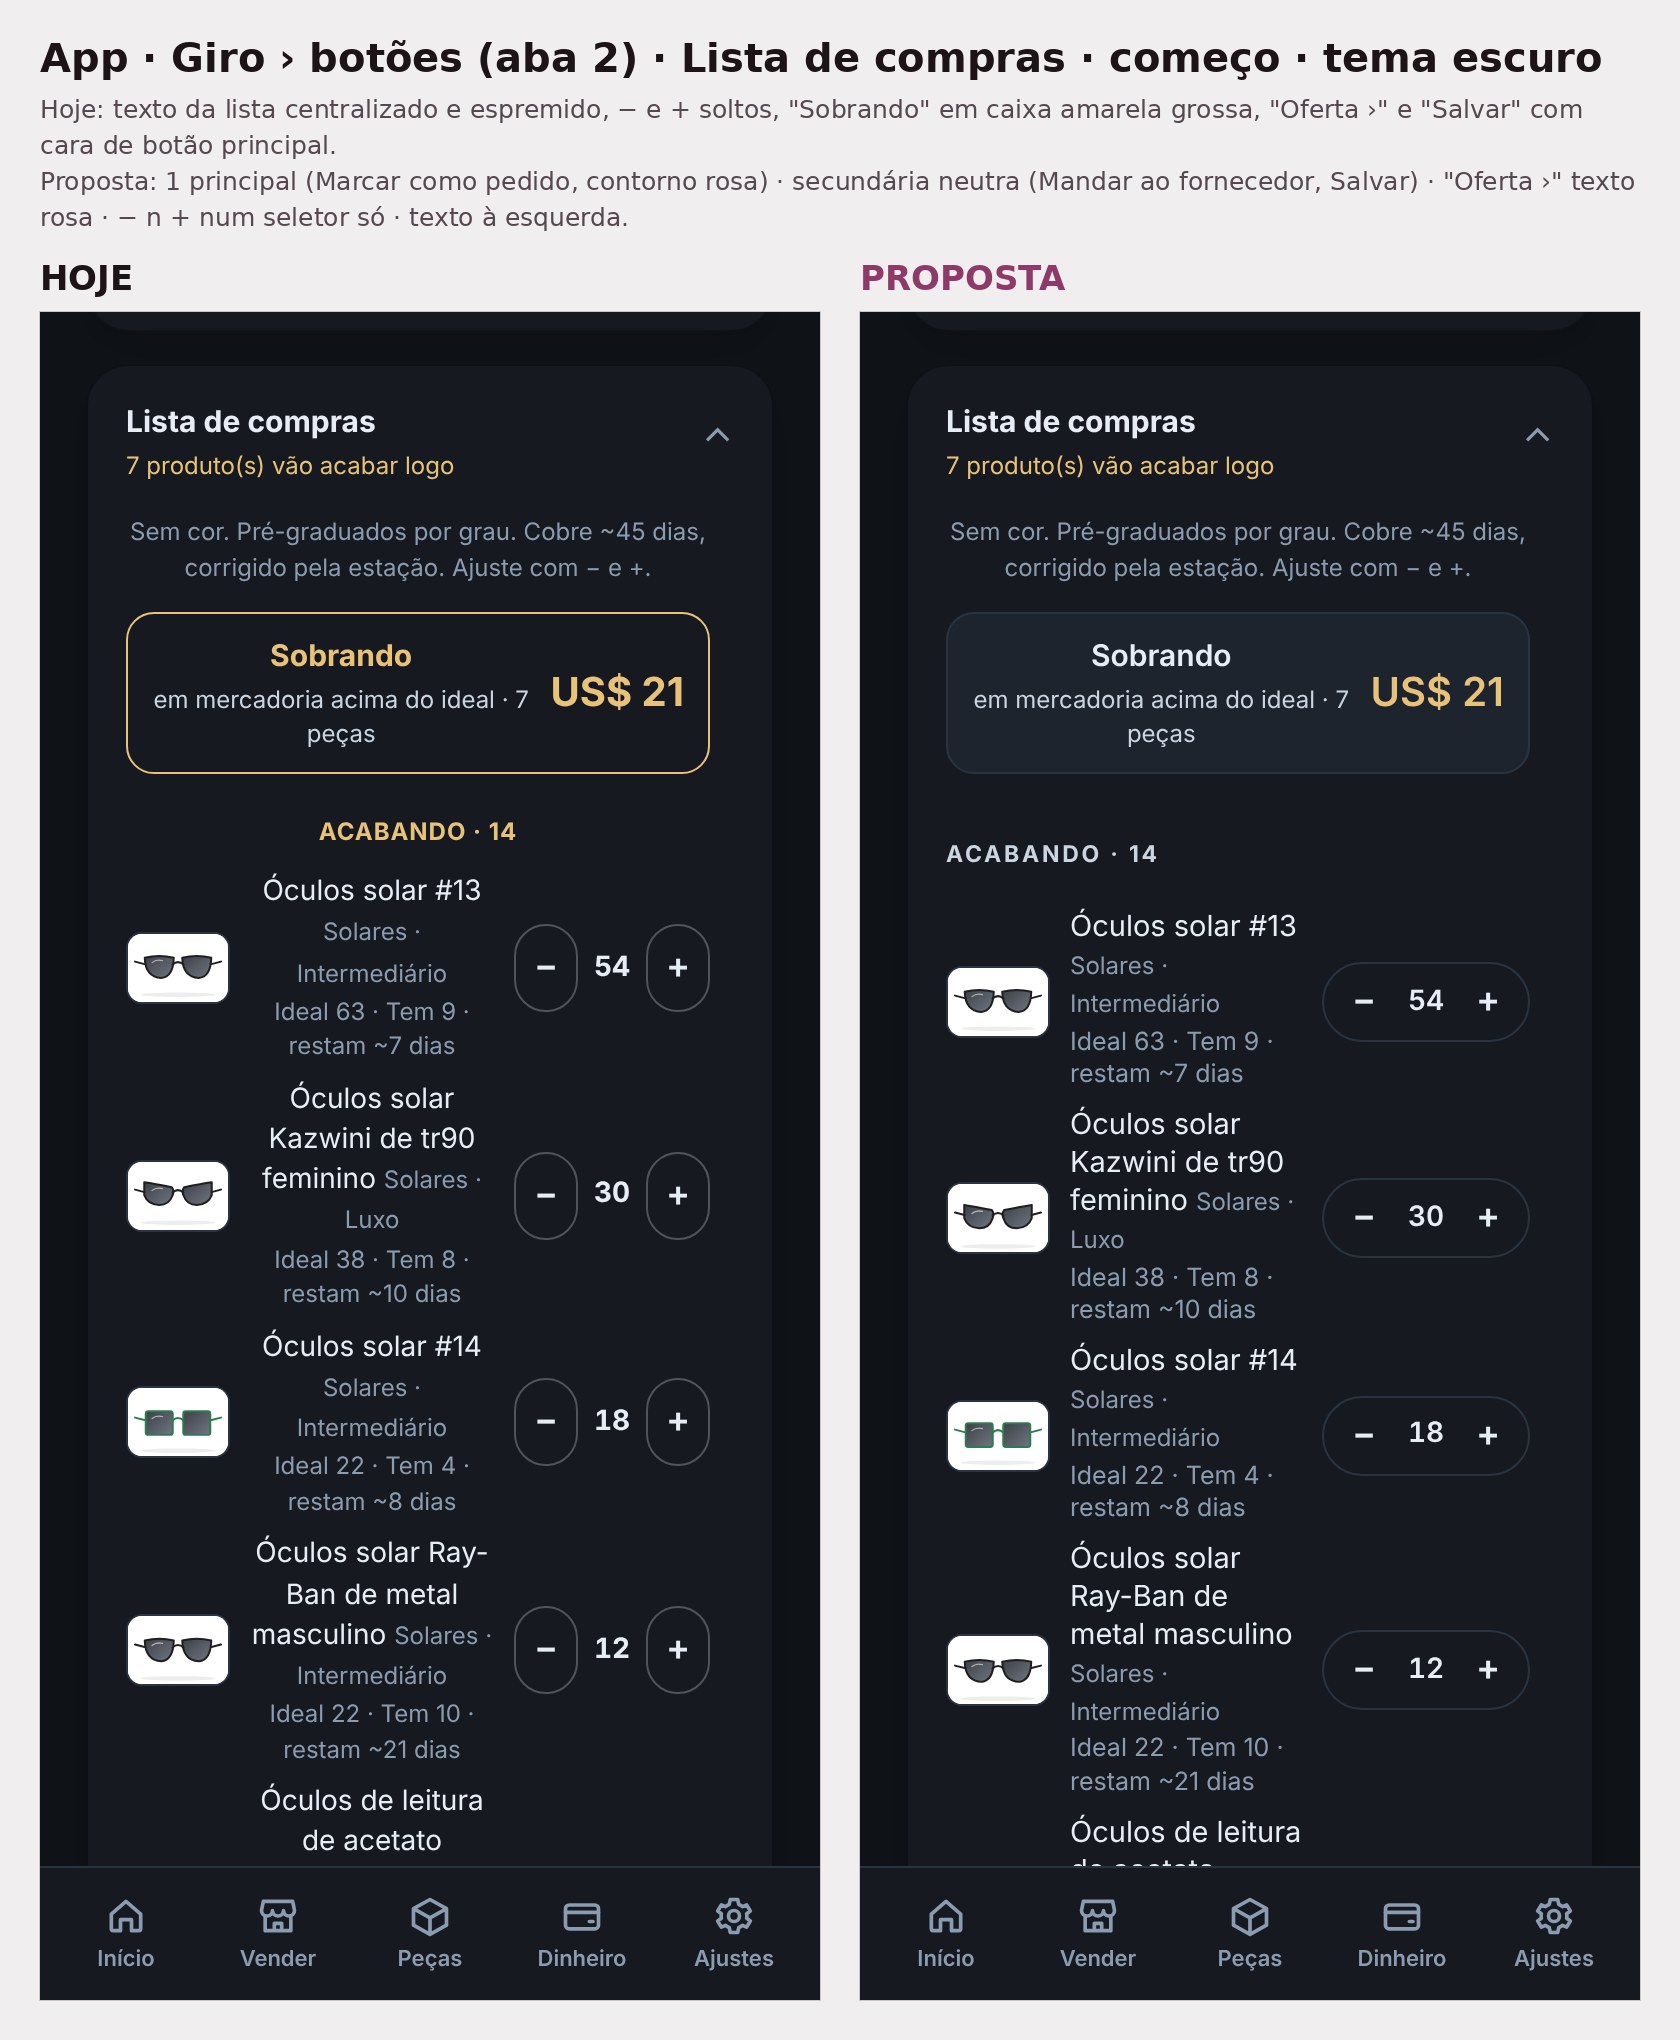 App · Giro › botões (aba 2) · Lista de compras · começo · tema escuro
Hoje: texto da lista centralizado e espremido, − e + soltos, "Sobrando" em caixa amarela grossa, "Oferta ›" e "Salvar" com
cara de botão principal.
Proposta: 1 principal (Marcar como pedido, contorno rosa) · secundária neutra (Mandar ao fornecedor, Salvar) · "Oferta ›" texto
rosa · − n + num seletor só · texto à esquerda.
HOJE
Lista de compras
7 produto(s) vão acabar logo
Sem cor. Pré-graduados por grau. Cobre ~45 dias,
corrigido pela estação. Ajuste com − e +.
Sobrando
em mercadoria acima do ideal · 7
peças
US$ 21
ACABANDO · 14
Óculos solar #13
Solares ·
Intermediário
Ideal 63 · Tem 9 ·
restam ~7 dias
− 54 +
Óculos solar
Kazwini de tr90
feminino Solares ·
Luxo
Ideal 38 · Tem 8 ·
restam ~10 dias
− 30 +
Óculos solar #14
Solares ·
Intermediário
Ideal 22 · Tem 4 ·
restam ~8 dias
− 18 +
Óculos solar Ray-
Ban de metal
masculino Solares ·
Intermediário
Ideal 22 · Tem 10 ·
restam ~21 dias
− 12 +
Óculos de leitura
de acetato
Início
Vender
Peças
Dinheiro
Ajustes
PROPOSTA
Lista de compras
7 produto(s) vão acabar logo
Sem cor. Pré-graduados por grau. Cobre ~45 dias,
corrigido pela estação. Ajuste com − e +.
Sobrando
em mercadoria acima do ideal · 7
peças
US$ 21
ACABANDO · 14
Óculos solar #13
Solares ·
Intermediário
Ideal 63 · Tem 9 ·
restam ~7 dias
− 54 +
Óculos solar
Kazwini de tr90
feminino Solares ·
Luxo
Ideal 38 · Tem 8 ·
restam ~10 dias
− 30 +
Óculos solar #14
Solares ·
Intermediário
Ideal 22 · Tem 4 ·
restam ~8 dias
− 18 +
Óculos solar
Ray-Ban de
metal masculino
Solares ·
Intermediário
Ideal 22 · Tem 10 ·
restam ~21 dias
− 12 +
Óculos de leitura
Início
Vender
Peças
Dinheiro
Ajustes